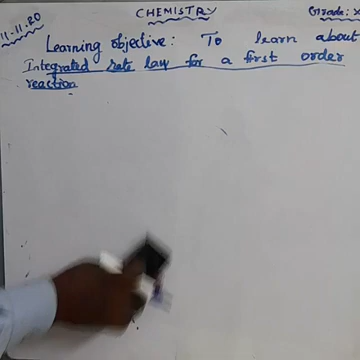 11.11.20
CHEMISTRY
Grade: X
Learning objective: To learn about
Integrated rate law for a first order
reaction